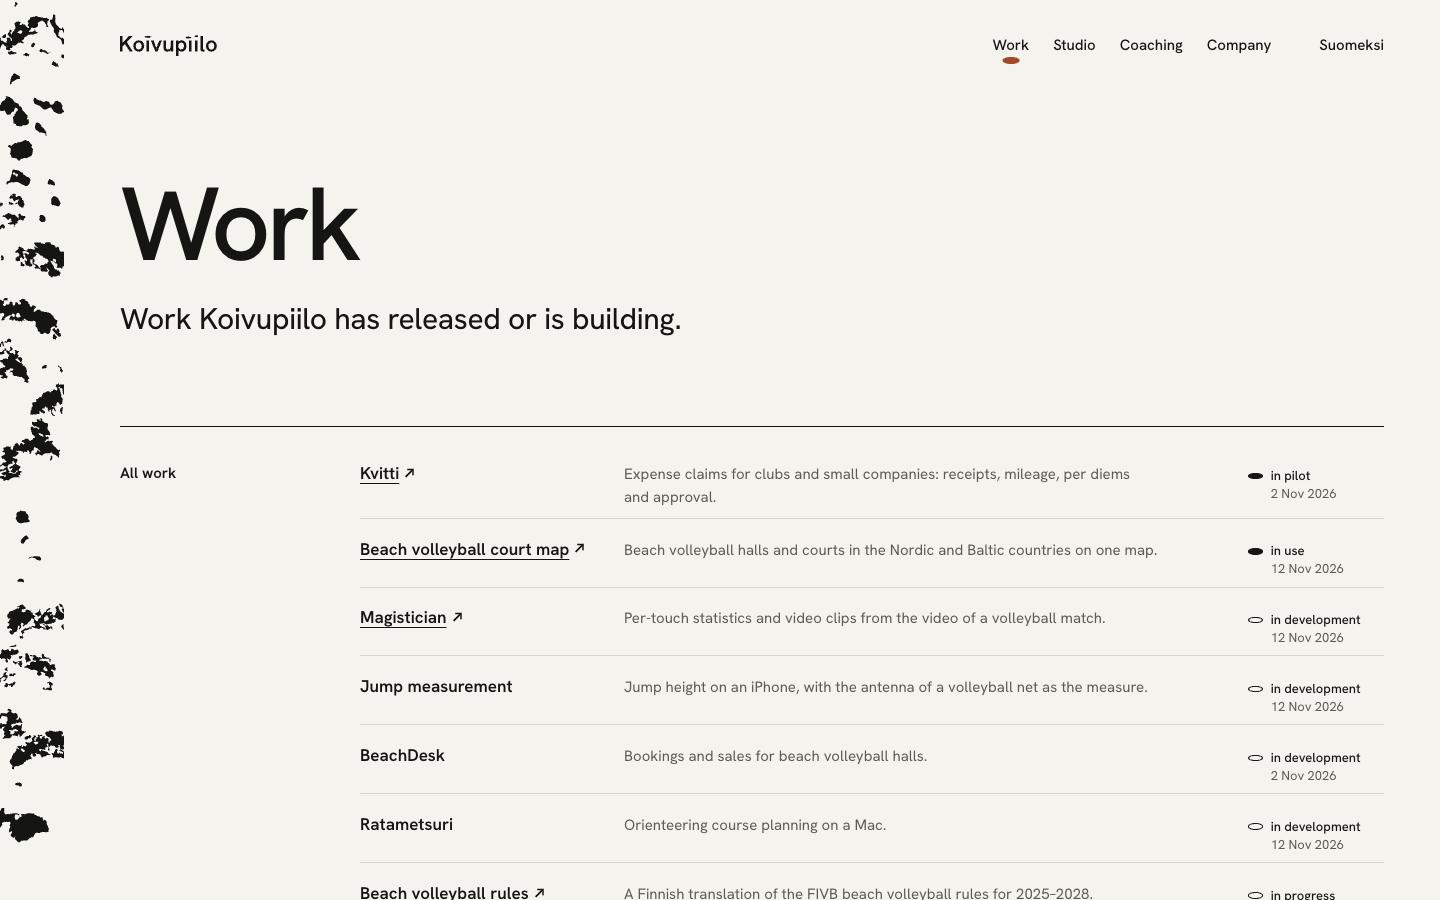 Koīvupīilo
Work Studio Coaching Company Suomeksi
Work
Work Koivupiilo has released or is building.
All work
Kvitti ↗
Expense claims for clubs and small companies: receipts, mileage, per diems
and approval.
in pilot
2 Nov 2026
Beach volleyball court map ↗
Beach volleyball halls and courts in the Nordic and Baltic countries on one map.
in use
12 Nov 2026
Magistician ↗
Per-touch statistics and video clips from the video of a volleyball match.
in development
12 Nov 2026
Jump measurement
Jump height on an iPhone, with the antenna of a volleyball net as the measure.
in development
12 Nov 2026
BeachDesk
Bookings and sales for beach volleyball halls.
in development
2 Nov 2026
Ratametsuri
Orienteering course planning on a Mac.
in development
12 Nov 2026
Beach volleyball rules ↗
A Finnish translation of the FIVB beach volleyball rules for 2025–2028.
in progress